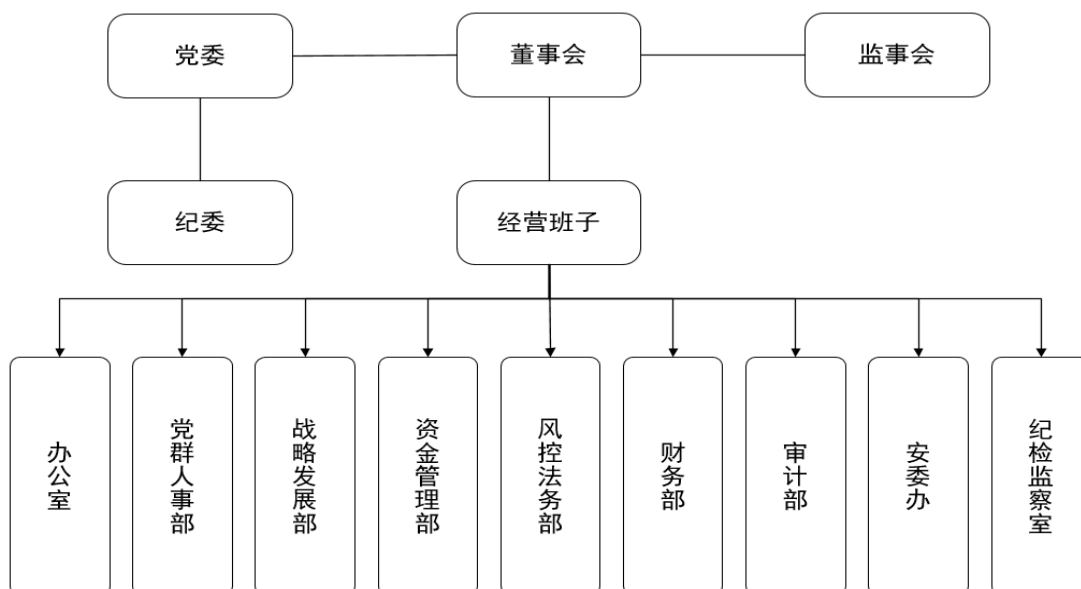 党委
董事会
监事会
纪委
经营班子
办公室
党群人事部
战略发展部
资金管理部
风控法务部
财务部
审计部
安委办
纪检监察室